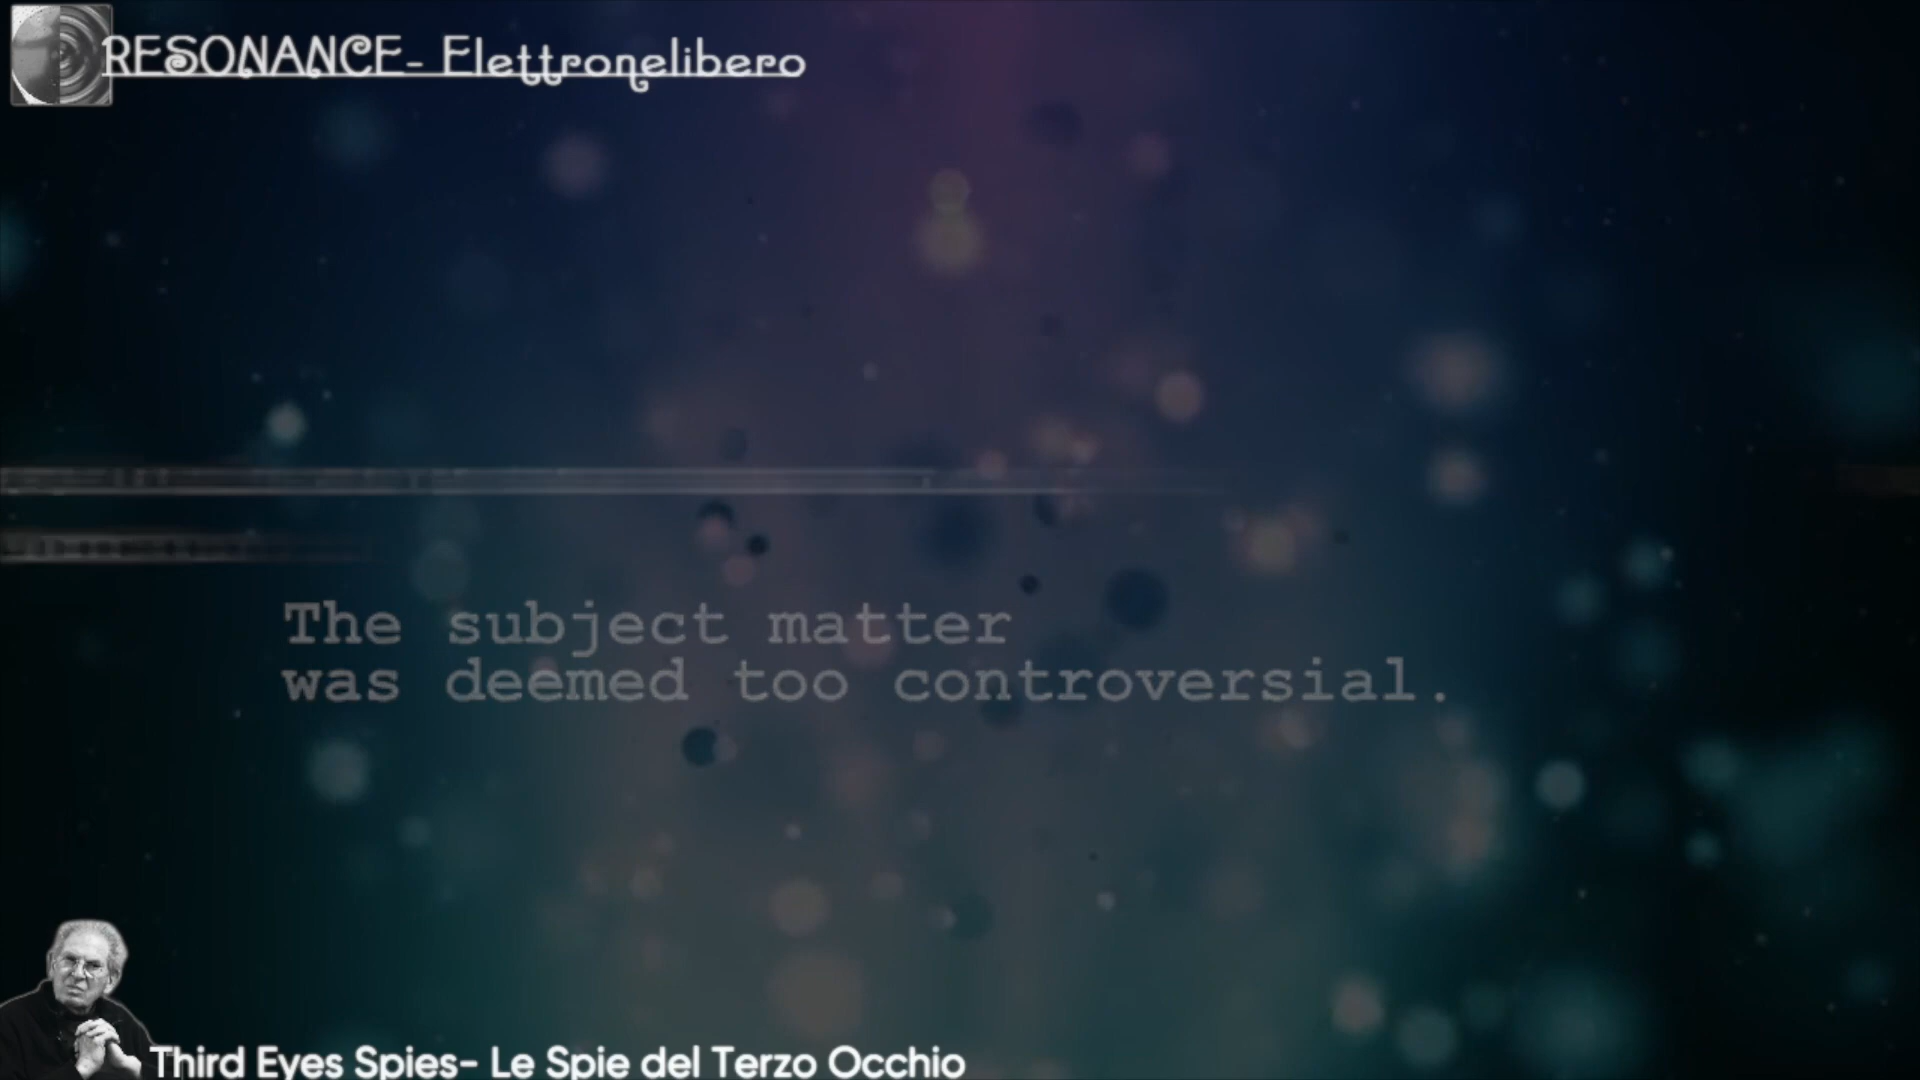 RESONANCE- Elettronelibero
The subject matter
was deemed too controversial.
Third Eyes Spies- Le Spie del Terzo Occhio